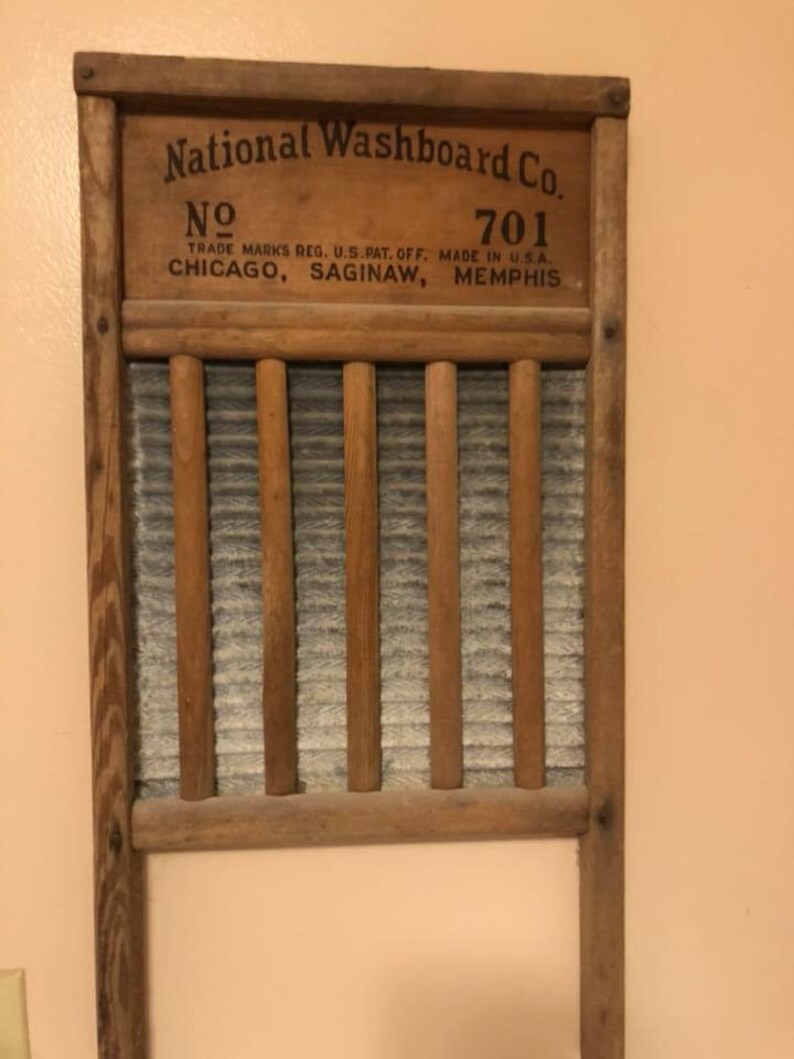 National Washboard Co.
No 701
TRADE MARKS REG. U.S. PAT. OFF. MADE IN U.S.A.
CHICAGO, SAGINAW, MEMPHIS